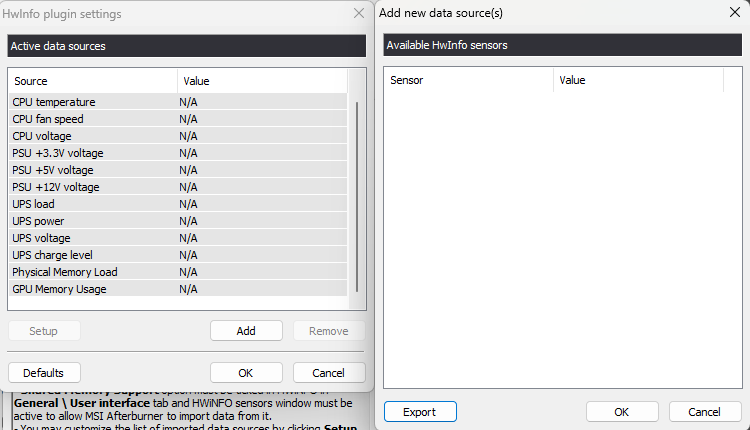 HwInfo plugin settings
Active data sources
Source Value
CPU temperature N/A
CPU fan speed N/A
CPU voltage N/A
PSU +3.3V voltage N/A
PSU +5V voltage N/A
PSU +12V voltage N/A
UPS load N/A
UPS power N/A
UPS voltage N/A
UPS charge level N/A
Physical Memory Load N/A
GPU Memory Usage N/A
Setup Add Remove
Defaults OK Cancel
General \ User interface tab and HWiNFO sensors window must be
active to allow MSI Afterburner to import data from it.
- You may customize the list of imported data sources by clicking Setup
Add new data source(s)
Available HwInfo sensors
Sensor Value
Export OK Cancel